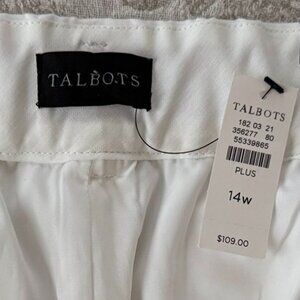 TALBOTS
TALBOTS
182 03 21
356277 80
55339865
PLUS
14w
$109.00